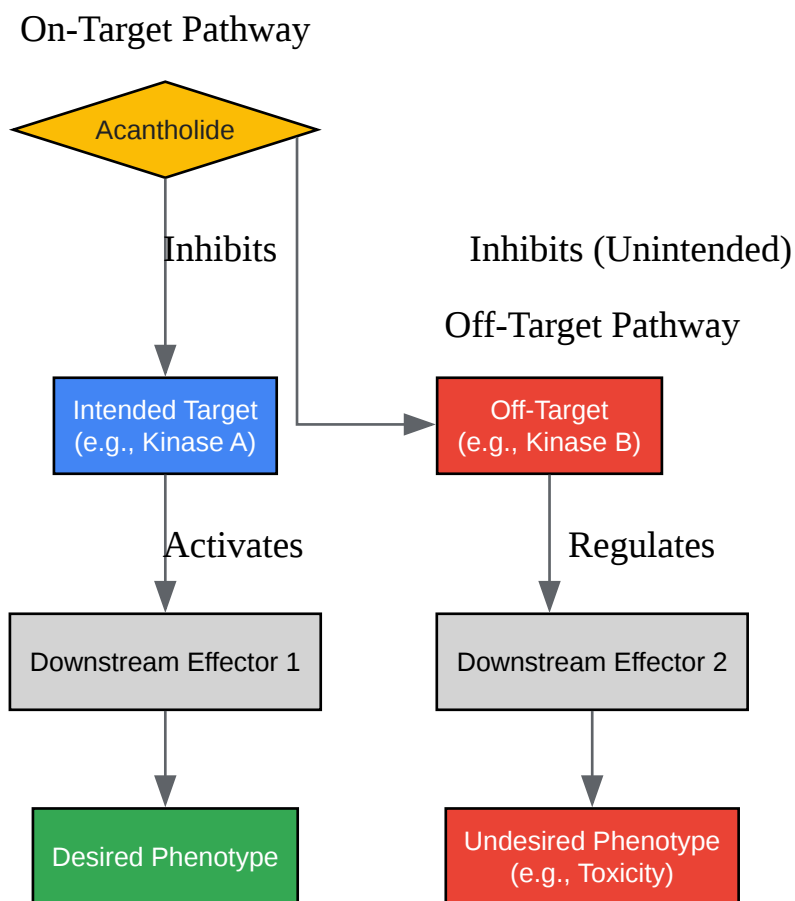 On-Target Pathway
Acantholide
Inhibits
Inhibits (Unintended)
Off-Target Pathway
Intended Target
(e.g., Kinase A)
Off-Target
(e.g., Kinase B)
Activates
Regulates
Downstream Effector 1
Downstream Effector 2
Desired Phenotype
Undesired Phenotype
(e.g., Toxicity)